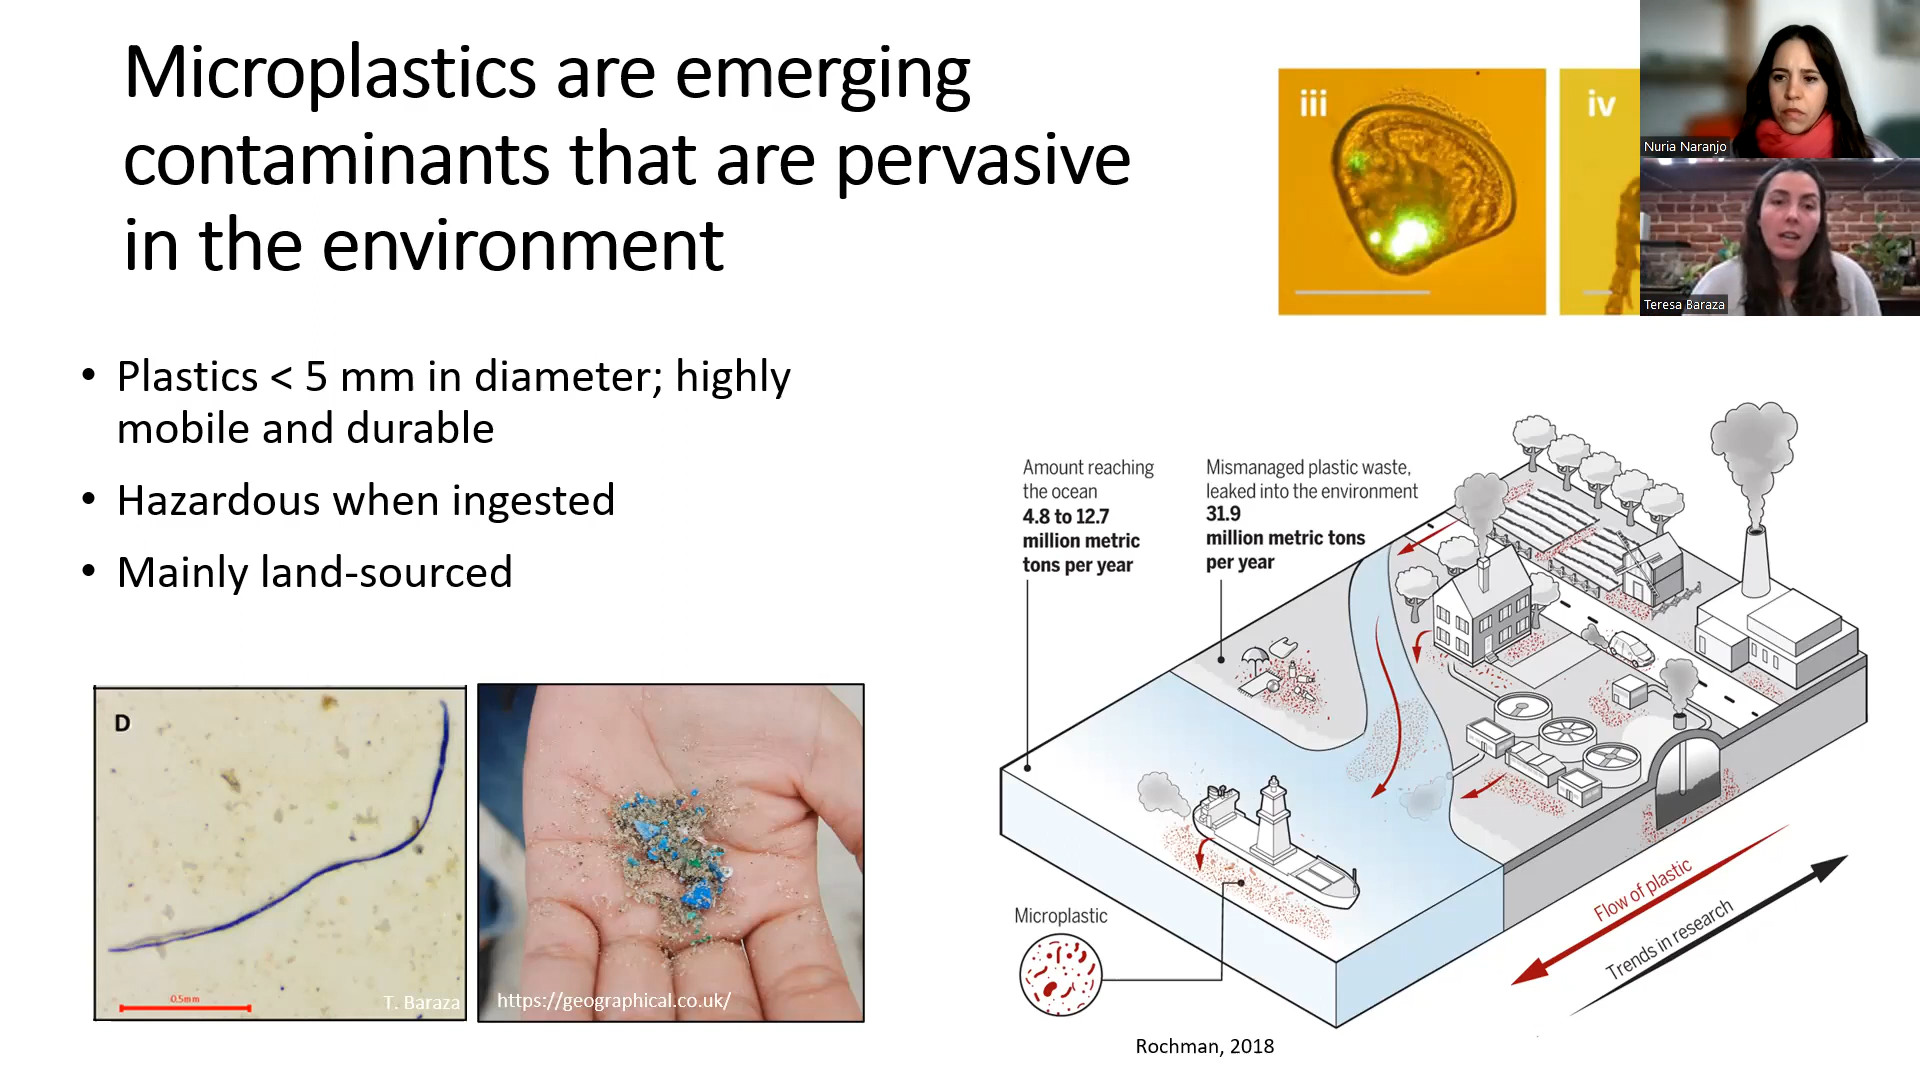 Microplastics are emerging
contaminants that are pervasive
in the environment
iii
iv
Nuria Naranjo
Teresa Baraza
• Plastics < 5 mm in diameter; highly
mobile and durable
• Hazardous when ingested
• Mainly land-sourced
Amount reaching
the ocean
4.8 to 12.7
million metric
tons per year
Mismanaged plastic waste,
leaked into the environment
31.9
million metric tons
per year
D
0.5mm
T. Baraza
https://geographical.co.uk/
Microplastic
Flow of plastic
Trends in research
Rochman, 2018